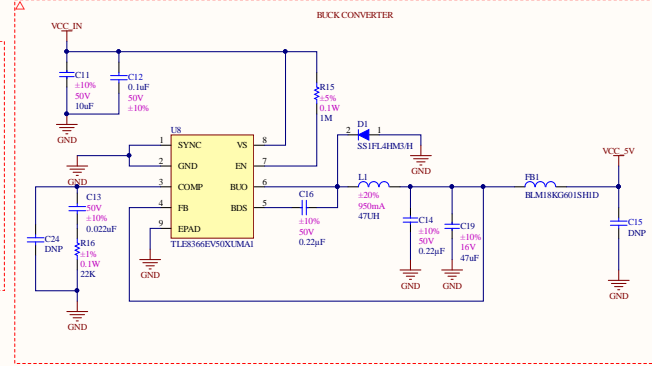 BUCK CONVERTER
VCC_IN
C11
±10%
50V
10uF
C12
0.1uF
50V
±10%
GND
R15
±5%
0.1W
1M
U8
1 SYNC VS 8
2 GND EN 7
3 COMP BUO 6
4 FB BDS 5
9 EPAD
TLE8366EV50XUMA1
GND
GND
C13
50V
±10%
0.022uF
C24
DNP
R16
±1%
0.1W
22K
GND
C16
±10%
50V
0.22µF
D1
2 1
SS1FL4HM3/H
GND
L1
±20%
950mA
47UH
C14
±10%
50V
0.22µF
GND
C19
±10%
16V
47uF
GND
FB1
BLM18KG601SH1D
VCC_5V
C15
DNP
GND